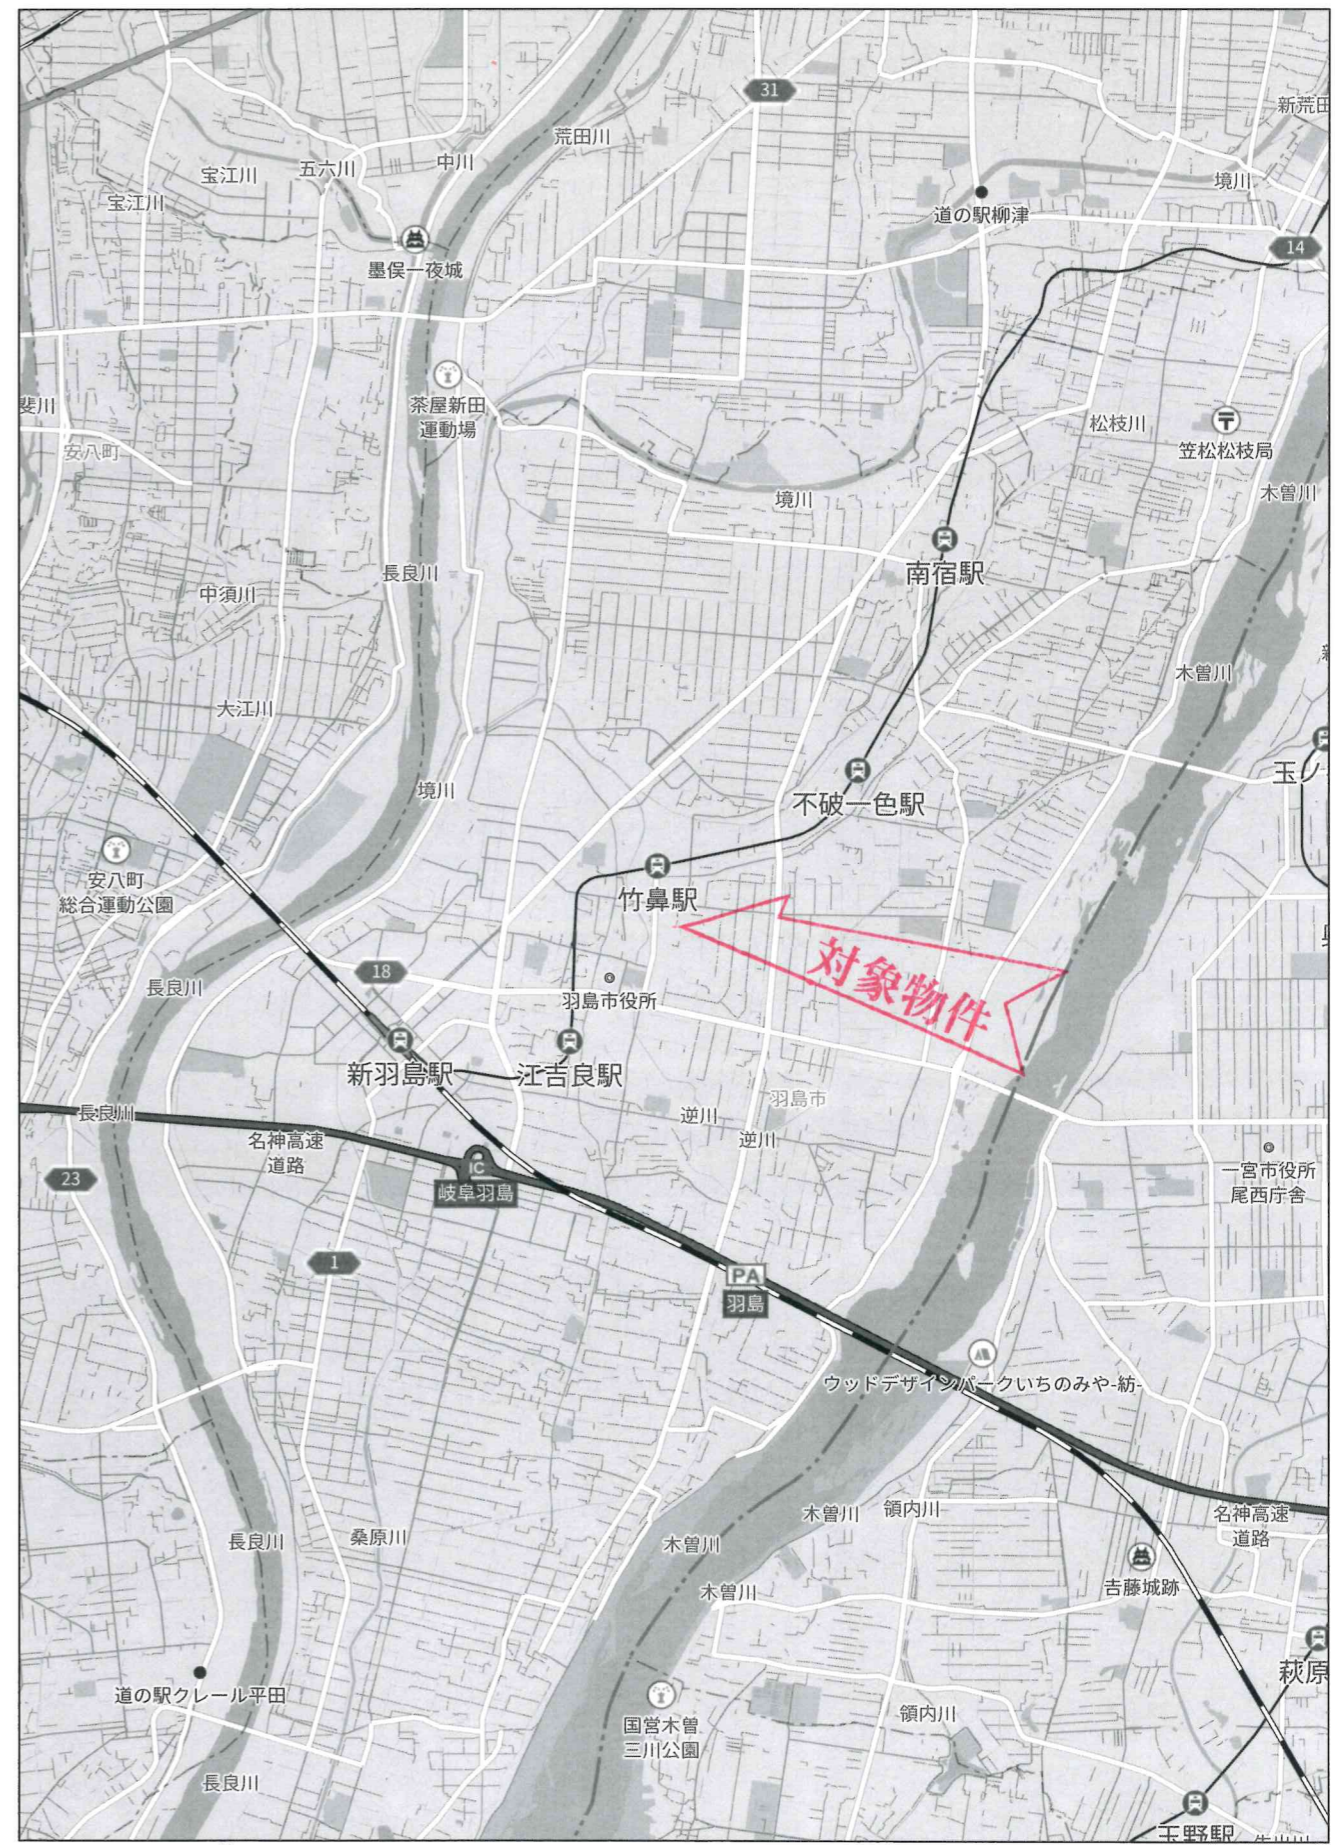 31
新荒田
荒田川
中川
五六川
宝江川
宝江川
境川
道の駅柳津
14
墨俣一夜城
茶屋新田
運動場
斐川
安八町
松枝川
笠松松枝局
木曽川
境川
南宿駅
長良川
中須川
木曽川
大江川
玉ノ
境川
不破一色駅
安八町
総合運動公園
竹鼻駅
対象物件
18
長良川
羽島市役所
新羽島駅
江吉良駅
羽島市
逆川
逆川
長良川
名神高速
道路
IC
岐阜羽島
23
一宮市役所
尾西庁舎
1
PA
羽島
ウッドデザインパークいちのみや-紡-
木曽川
領内川
名神高速
道路
長良川
桑原川
木曽川
木曽川
吉藤城跡
萩原
道の駅クレール平田
国営木曽
三川公園
領内川
長良川
玉野駅